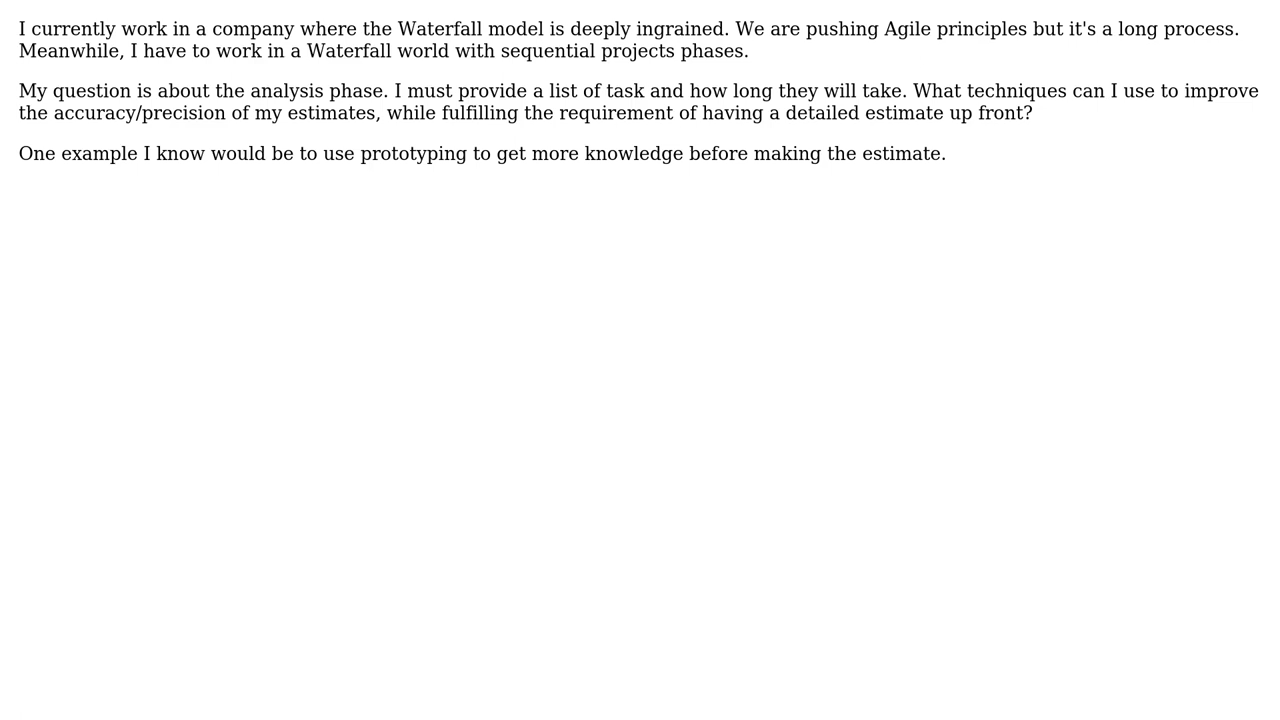 I currently work in a company where the Waterfall model is deeply ingrained. We are pushing Agile principles but it's a long process.
Meanwhile, I have to work in a Waterfall world with sequential projects phases.
My question is about the analysis phase. I must provide a list of task and how long they will take. What techniques can I use to improve
the accuracy/precision of my estimates, while fulfilling the requirement of having a detailed estimate up front?
One example I know would be to use prototyping to get more knowledge before making the estimate.